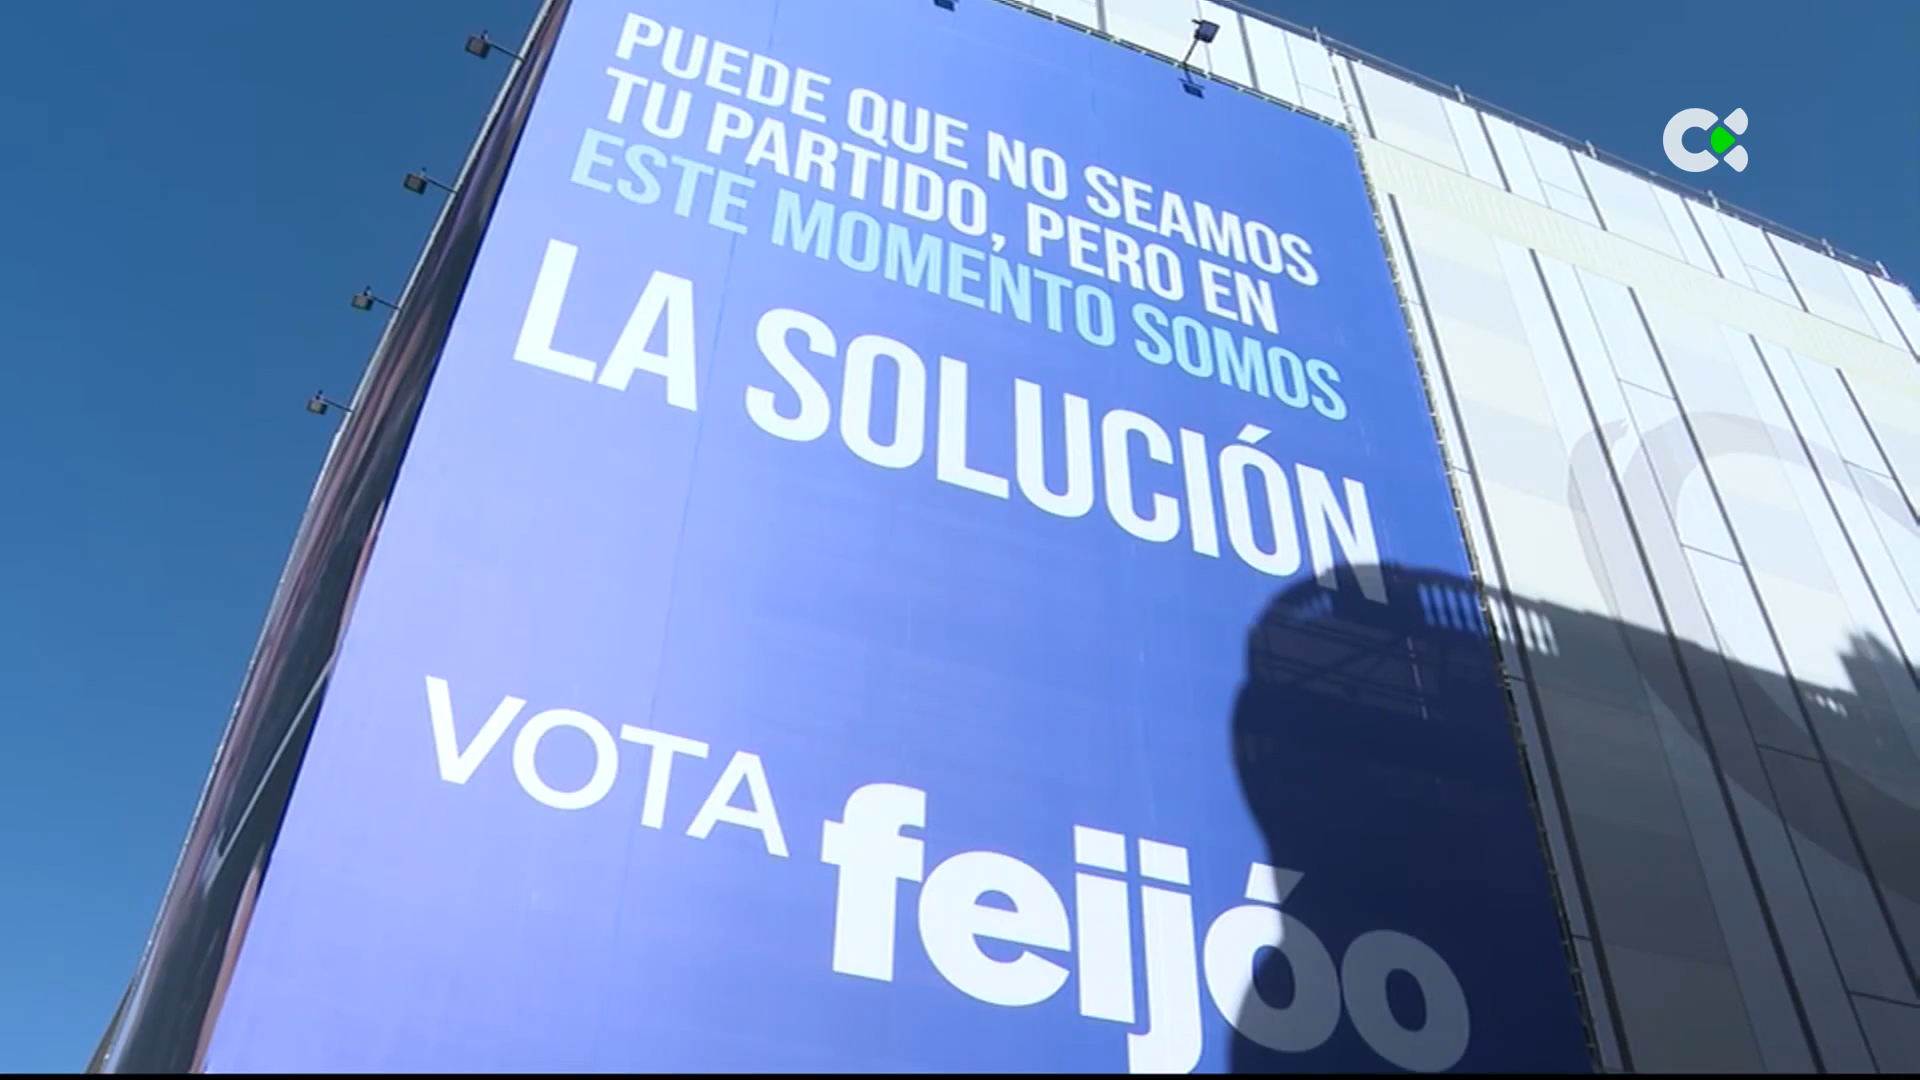 PUEDE QUE NO SEAMOS
TU PARTIDO, PERO EN
ESTE MOMENTO SOMOS
LA SOLUCIÓN
VOTA feijóo